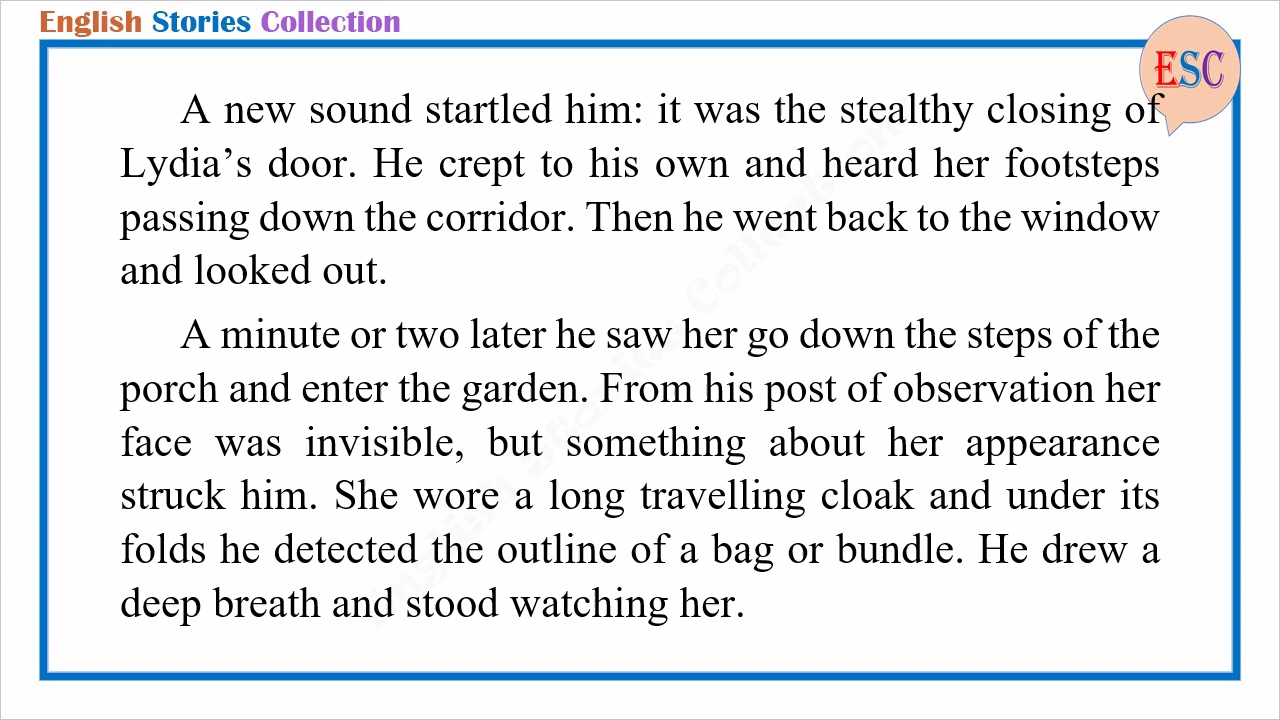 English Stories Collection
ESC
A new sound startled him: it was the stealthy closing of
Lydia’s door. He crept to his own and heard her footsteps
passing down the corridor. Then he went back to the window
and looked out.
A minute or two later he saw her go down the steps of the
porch and enter the garden. From his post of observation her
face was invisible, but something about her appearance
struck him. She wore a long travelling cloak and under its
folds he detected the outline of a bag or bundle. He drew a
deep breath and stood watching her.
English Stories Collection